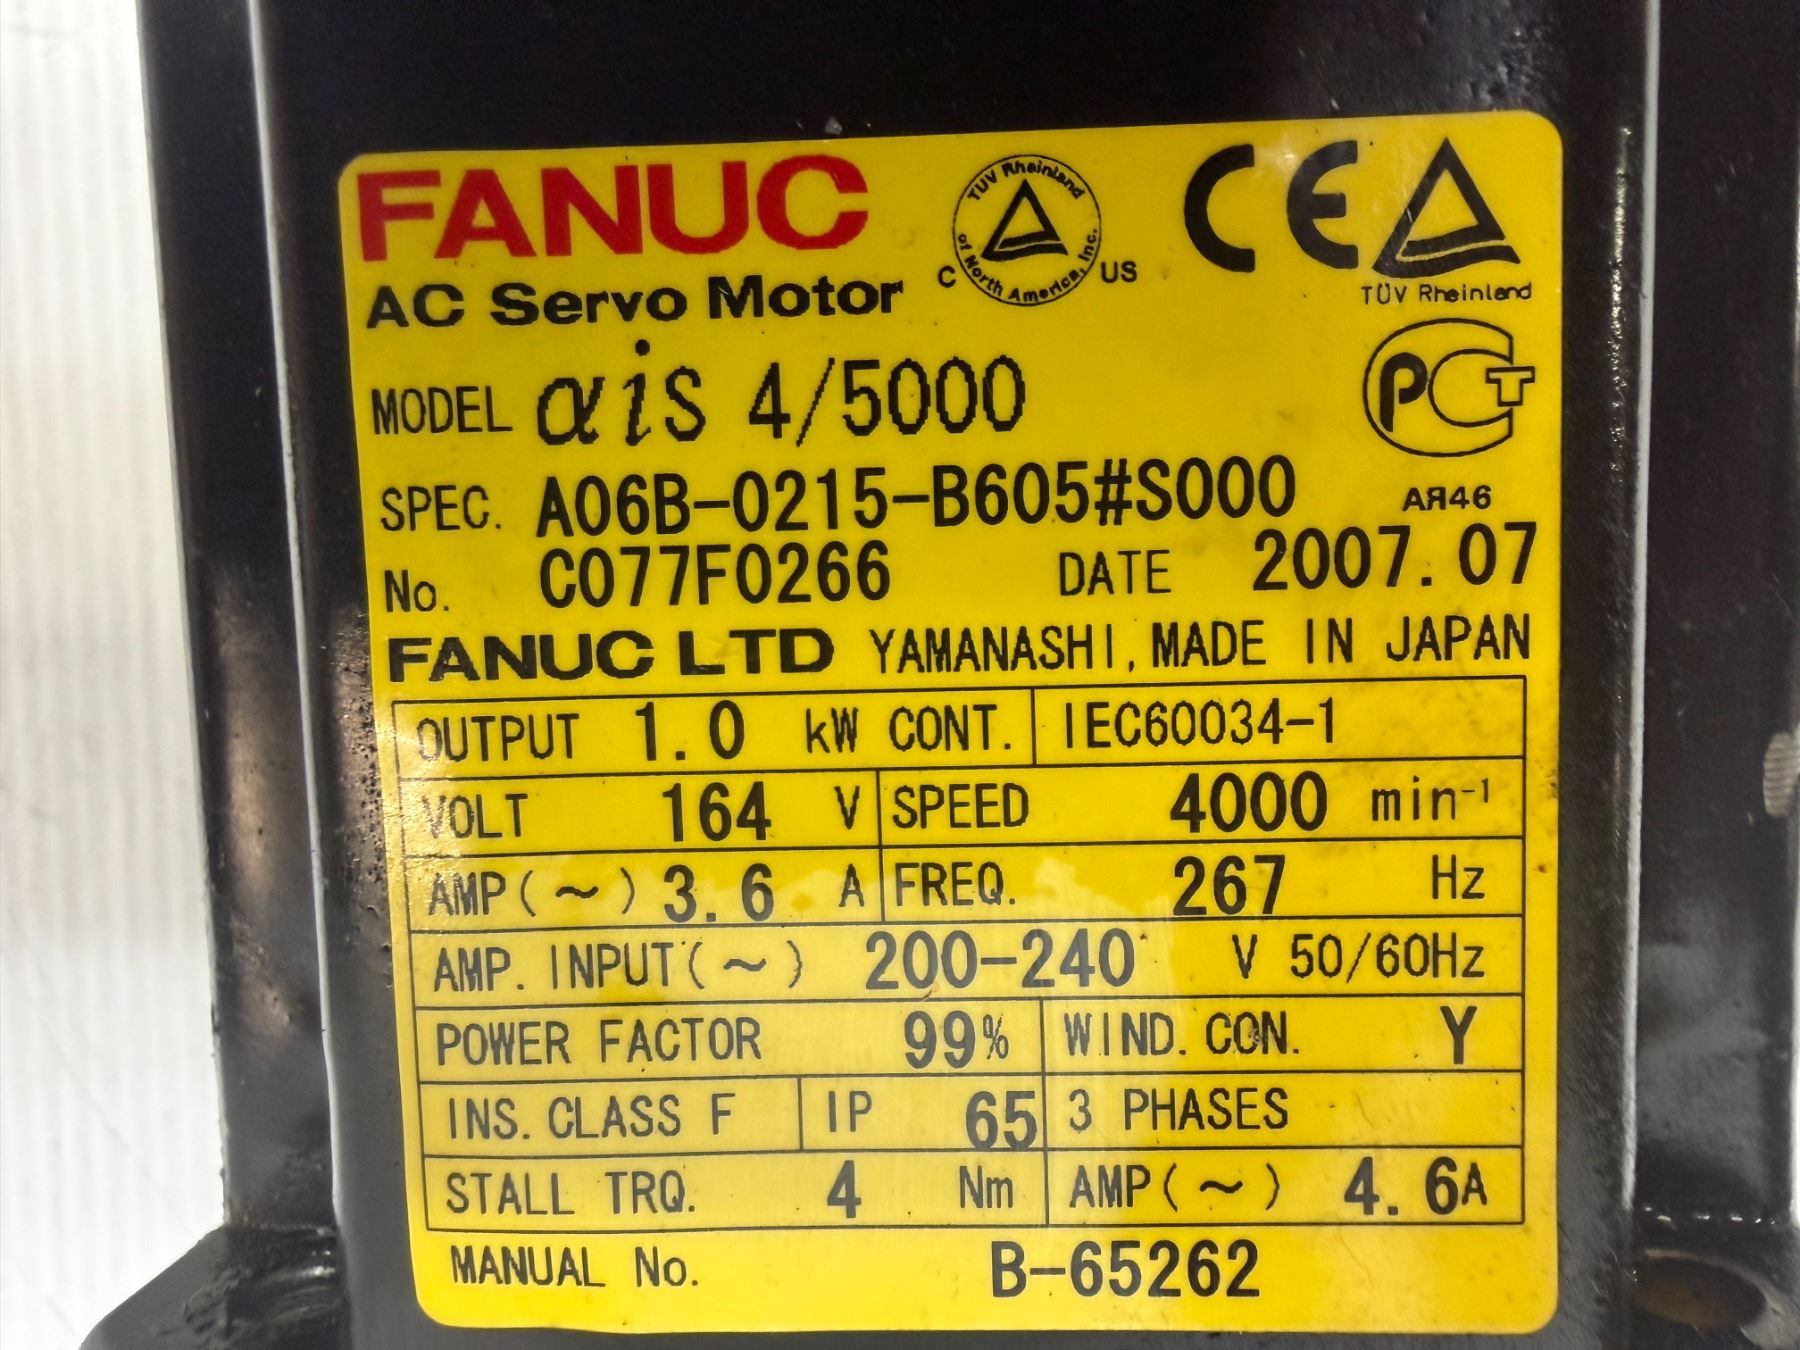 FANUC
TUV Rheinland of North America, Inc.
C US
CE
TÜV Rheinland
AC Servo Motor
MODEL αis 4/5000
PCT
SPEC. A06B-0215-B605#S000
AЯ46
No. C077F0266 DATE 2007.07
FANUC LTD YAMANASHI, MADE IN JAPAN
OUTPUT 1.0 kW CONT. IEC60034-1
VOLT 164 V SPEED 4000 min⁻¹
AMP(~) 3.6 A FREQ. 267 Hz
AMP. INPUT(~) 200-240 V 50/60Hz
POWER FACTOR 99% WIND. CON. Y
INS. CLASS F IP 65 3 PHASES
STALL TRQ. 4 Nm AMP(~) 4.6A
MANUAL No. B-65262